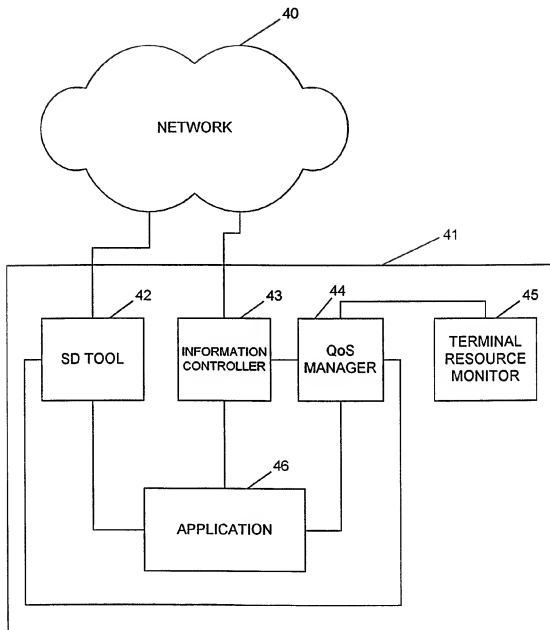 40
NETWORK
41
42
43
44
45
SD TOOL
INFORMATION
CONTROLLER
QoS
MANAGER
TERMINAL
RESOURCE
MONITOR
46
APPLICATION